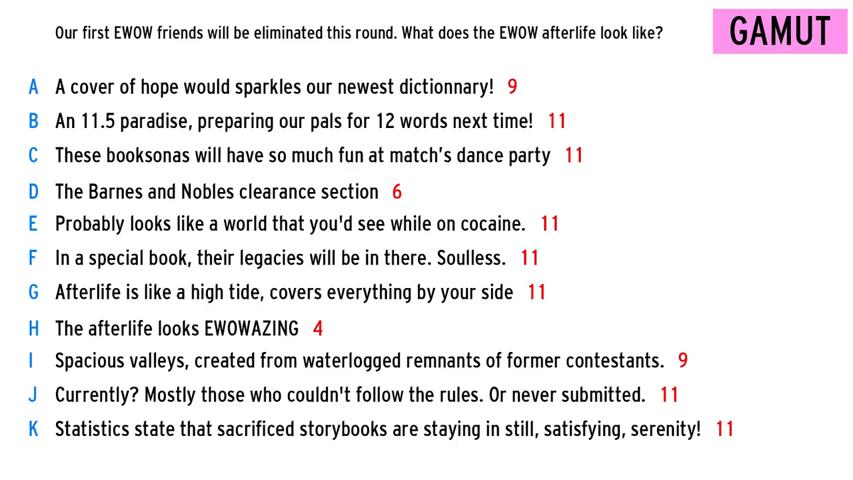 Our first EWOW friends will be eliminated this round. What does the EWOW afterlife look like?
GAMUT
A A cover of hope would sparkles our newest dictionnary! 9
B An 11.5 paradise, preparing our pals for 12 words next time! 11
C These booksonas will have so much fun at match's dance party 11
D The Barnes and Nobles clearance section 6
E Probably looks like a world that you'd see while on cocaine. 11
F In a special book, their legacies will be in there. Soulless. 11
G Afterlife is like a high tide, covers everything by your side 11
H The afterlife looks EWOWAZING 4
I Spacious valleys, created from waterlogged remnants of former contestants. 9
J Currently? Mostly those who couldn't follow the rules. Or never submitted. 11
K Statistics state that sacrificed storybooks are staying in still, satisfying, serenity! 11